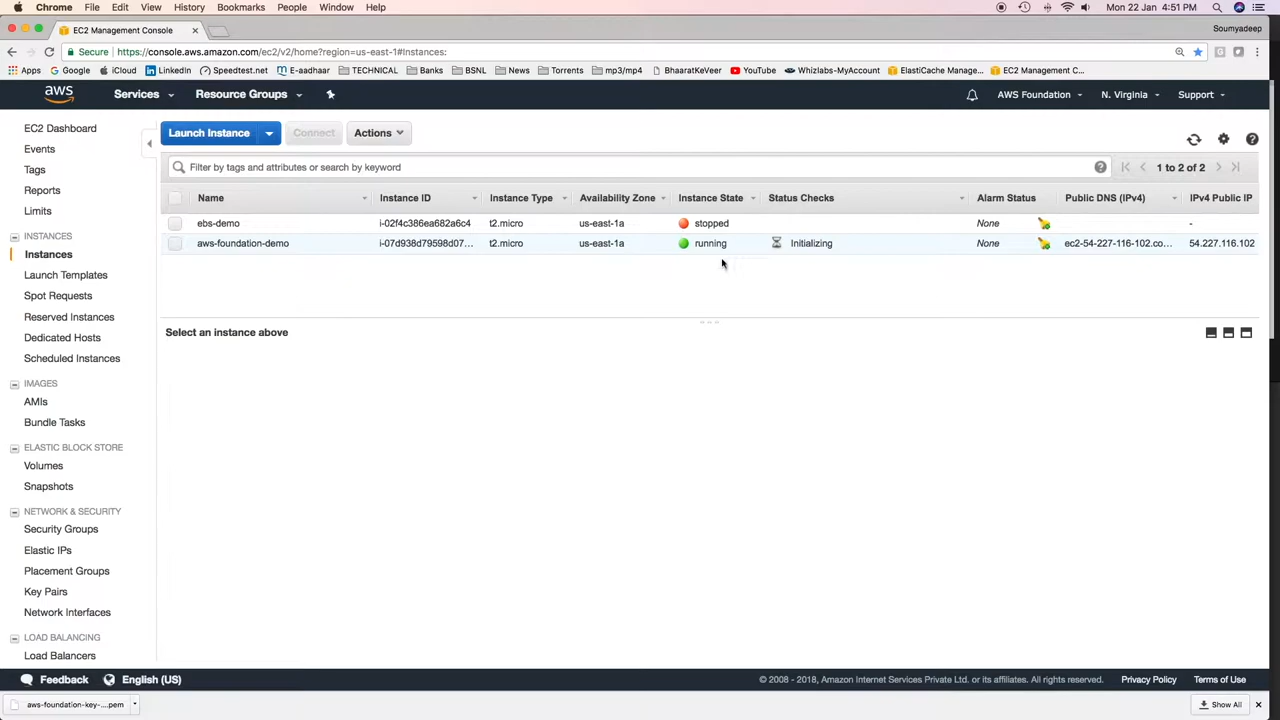 Chrome File Edit View History Bookmarks People Window Help Mon 22 Jan 4:51 PM
EC2 Management Console Soumyadeep
Secure https://console.aws.amazon.com/ec2/v2/home?region=us-east-1#Instances:
Apps Google iCloud LinkedIn Speedtest.net E-aadhaar TECHNICAL Banks BSNL News Torrents mp3/mp4 BhaaratKeVeer YouTube Whizlabs-MyAccount ElastiCache Manage... EC2 Management C...
aws Services Resource Groups AWS Foundation N. Virginia Support
EC2 Dashboard
Events
Tags
Reports
Limits
INSTANCES
Instances
Launch Templates
Spot Requests
Reserved Instances
Dedicated Hosts
Scheduled Instances
IMAGES
AMIs
Bundle Tasks
ELASTIC BLOCK STORE
Volumes
Snapshots
NETWORK & SECURITY
Security Groups
Elastic IPs
Placement Groups
Key Pairs
Network Interfaces
LOAD BALANCING
Load Balancers
Launch Instance Connect Actions
Filter by tags and attributes or search by keyword 1 to 2 of 2
Name Instance ID Instance Type Availability Zone Instance State Status Checks Alarm Status Public DNS (IPv4) IPv4 Public IP
ebs-demo i-02f4c386ea682a6c4 t2.micro us-east-1a stopped None -
aws-foundation-demo i-07d938d79598d07... t2.micro us-east-1a running Initializing None ec2-54-227-116-102.co... 54.227.116.102
Select an instance above
Feedback English (US) © 2008 - 2018, Amazon Internet Services Private Ltd. or its affiliates. All rights reserved. Privacy Policy Terms of Use
aws-foundation-key-....pem Show All